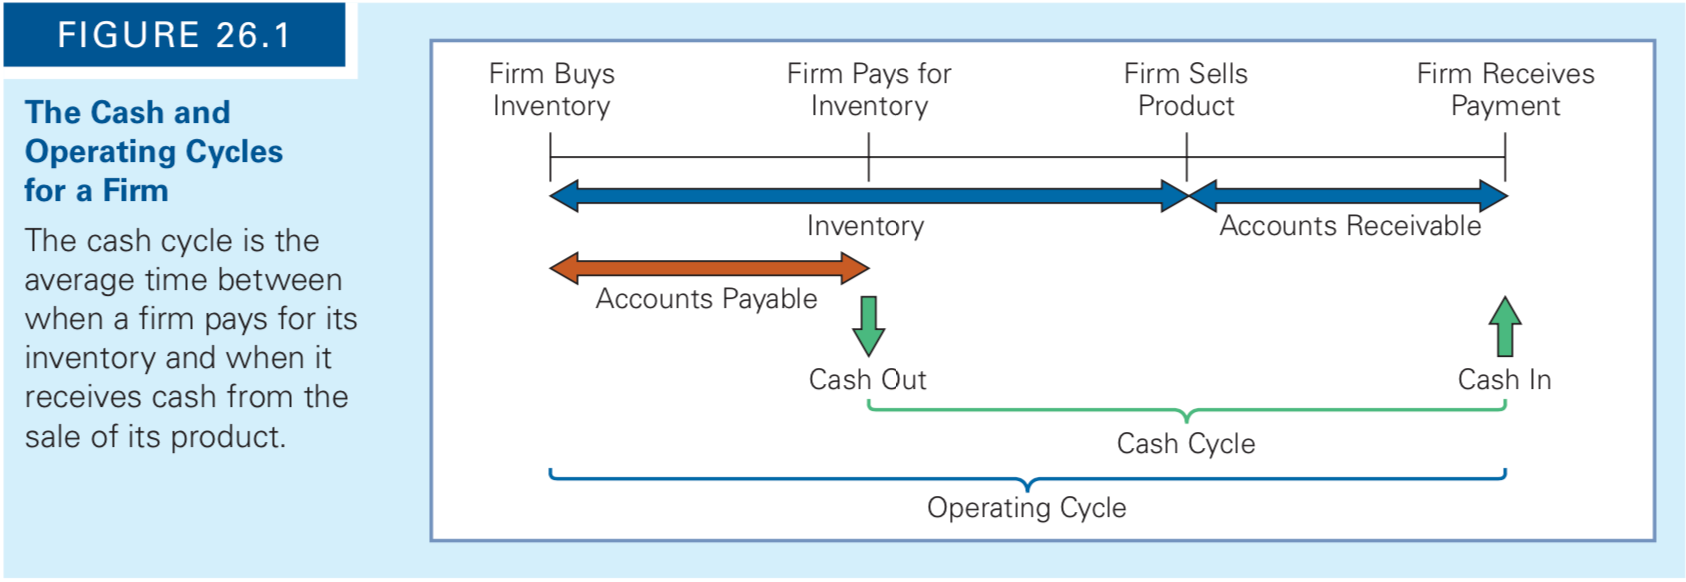 FIGURE 26.1
The Cash and
Operating Cycles
for a Firm
The cash cycle is the
average time between
when a firm pays for its
inventory and when it
receives cash from the
sale of its product.
Firm Buys
Inventory
Firm Pays for
Inventory
Firm Sells
Product
Firm Receives
Payment
Inventory
Accounts Receivable
Accounts Payable
Cash Out
Cash In
Cash Cycle
Operating Cycle